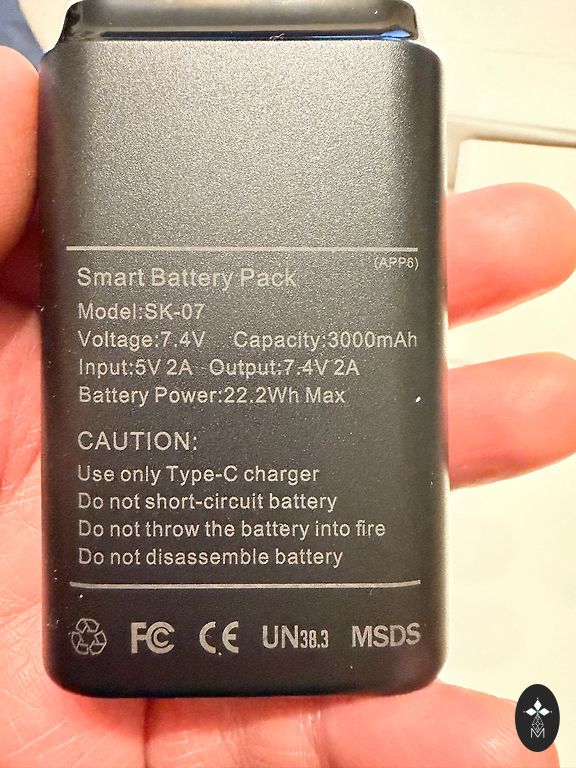 (APP6)
Smart Battery Pack
Model:SK-07
Voltage:7.4V Capacity:3000mAh
Input:5V 2A Output:7.4V 2A
Battery Power:22.2Wh Max
CAUTION:
Use only Type-C charger
Do not short-circuit battery
Do not throw the battery into fire
Do not disassemble battery
FC CE UN38.3 MSDS